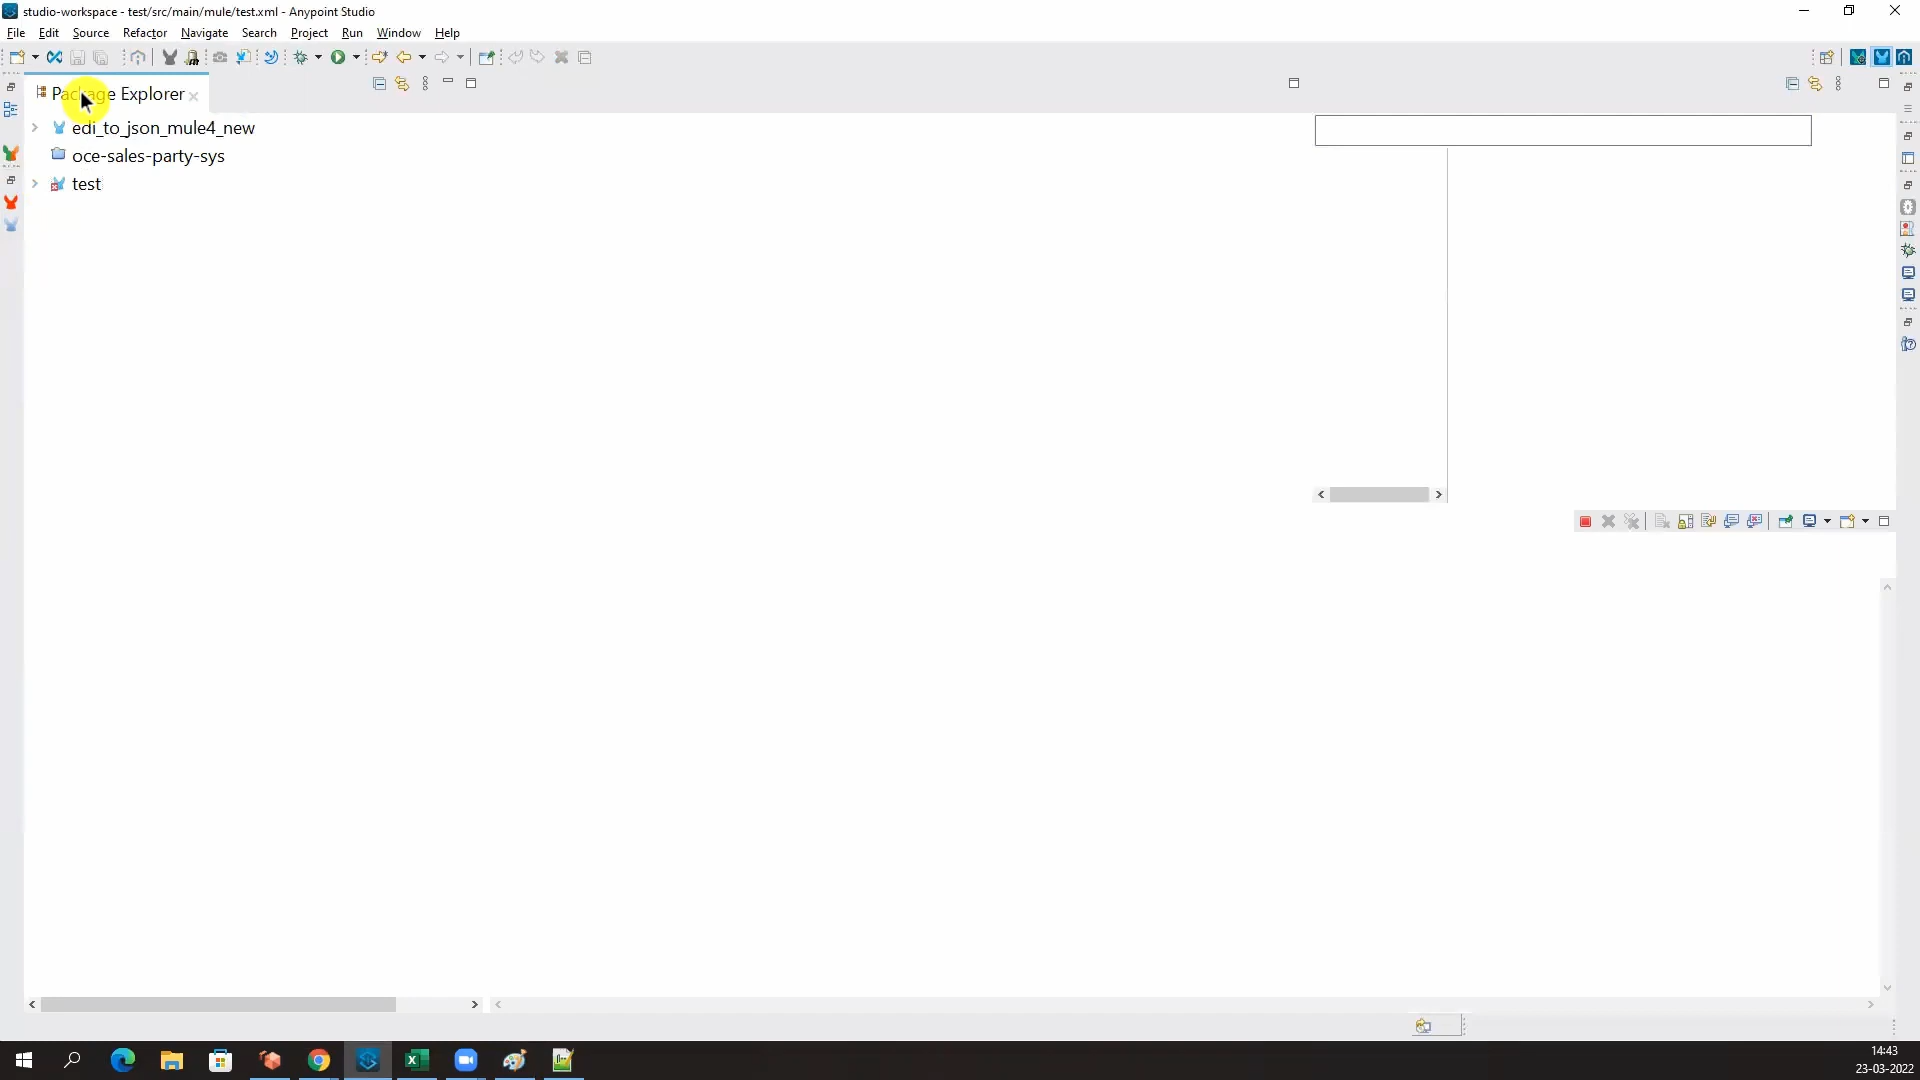 studio-workspace - test/src/main/mule/test.xml - Anypoint Studio
File Edit Source Refactor Navigate Search Project Run Window Help
Package Explorer
edi_to_json_mule4_new
oce-sales-party-sys
test
14:43
23-03-2022